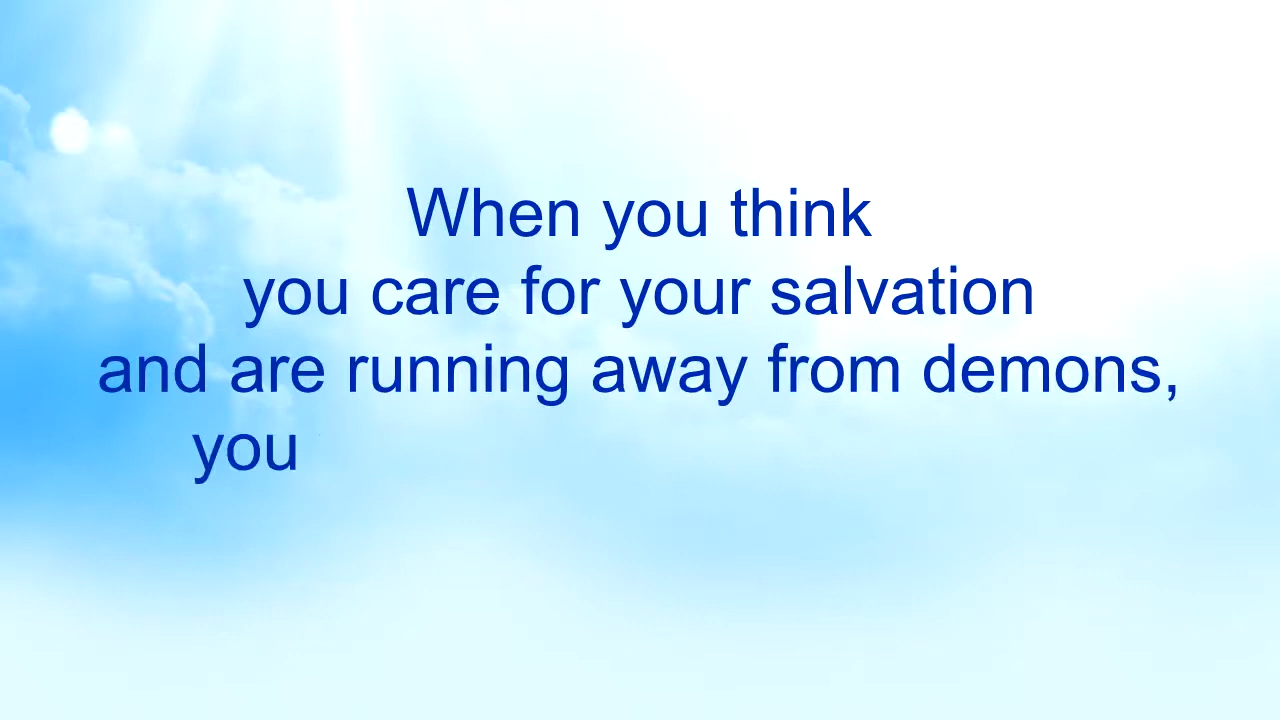 When you think
you care for your salvation
and are running away from demons,
you